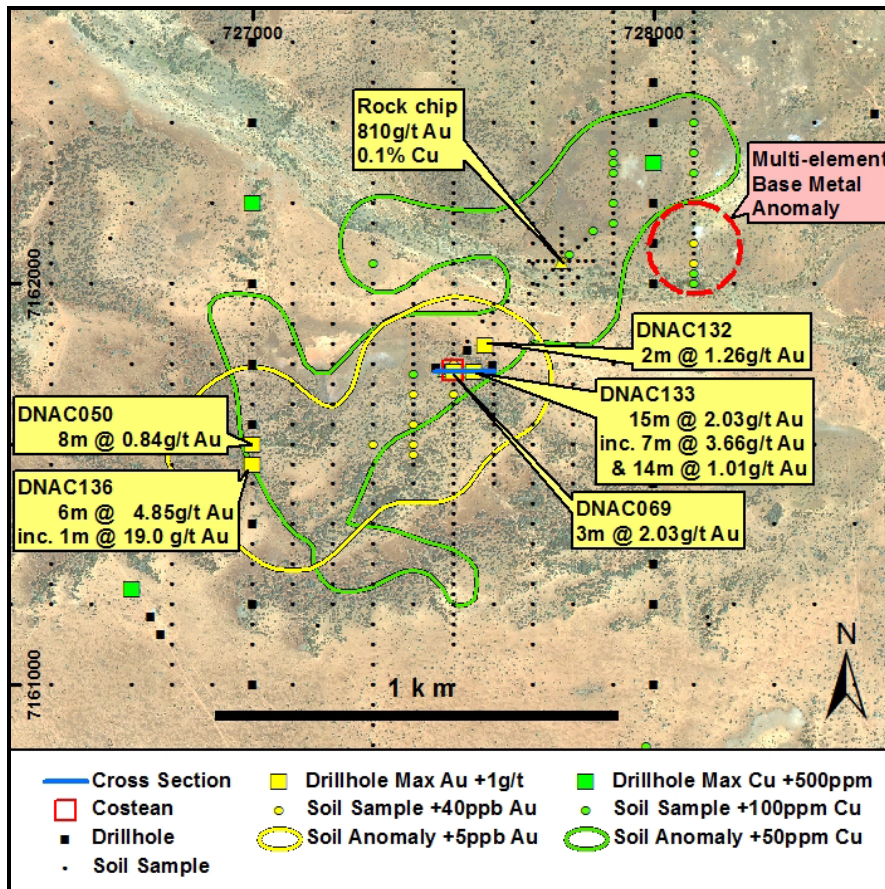 727000
728000
Rock chip
810g/t Au
0.1% Cu
Multi-element
Base Metal
Anomaly
7162000
DNAC132
2m @ 1.26g/t Au
DNAC133
15m @ 2.03g/t Au
inc. 7m @ 3.66g/t Au
& 14m @ 1.01g/t Au
DNAC050
8m @ 0.84g/t Au
DNAC136
6m @ 4.85g/t Au
inc. 1m @ 19.0 g/t Au
DNAC069
3m @ 2.03g/t Au
7161000
1 km
N
Cross Section
Drillhole Max Au +1g/t
Drillhole Max Cu +500ppm
Costean
Soil Sample +40ppb Au
Soil Sample +100ppm Cu
Drillhole
Soil Anomaly +5ppb Au
Soil Anomaly +50ppm Cu
Soil Sample